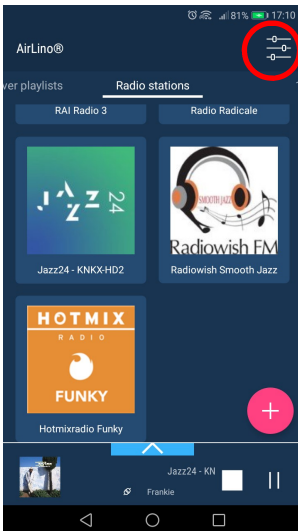 81% 17:10
AirLino®
ver playlists Radio stations
RAI Radio 3 Radio Radicale
JAZZ 24
SMOOTH JAZZ
Radiowish FM
Jazz24 - KNKX-HD2 Radiowish Smooth Jazz
HOTMIX
RADIO
FUNKY
Hotmixradio Funky
Jazz24 - KN
Frankie